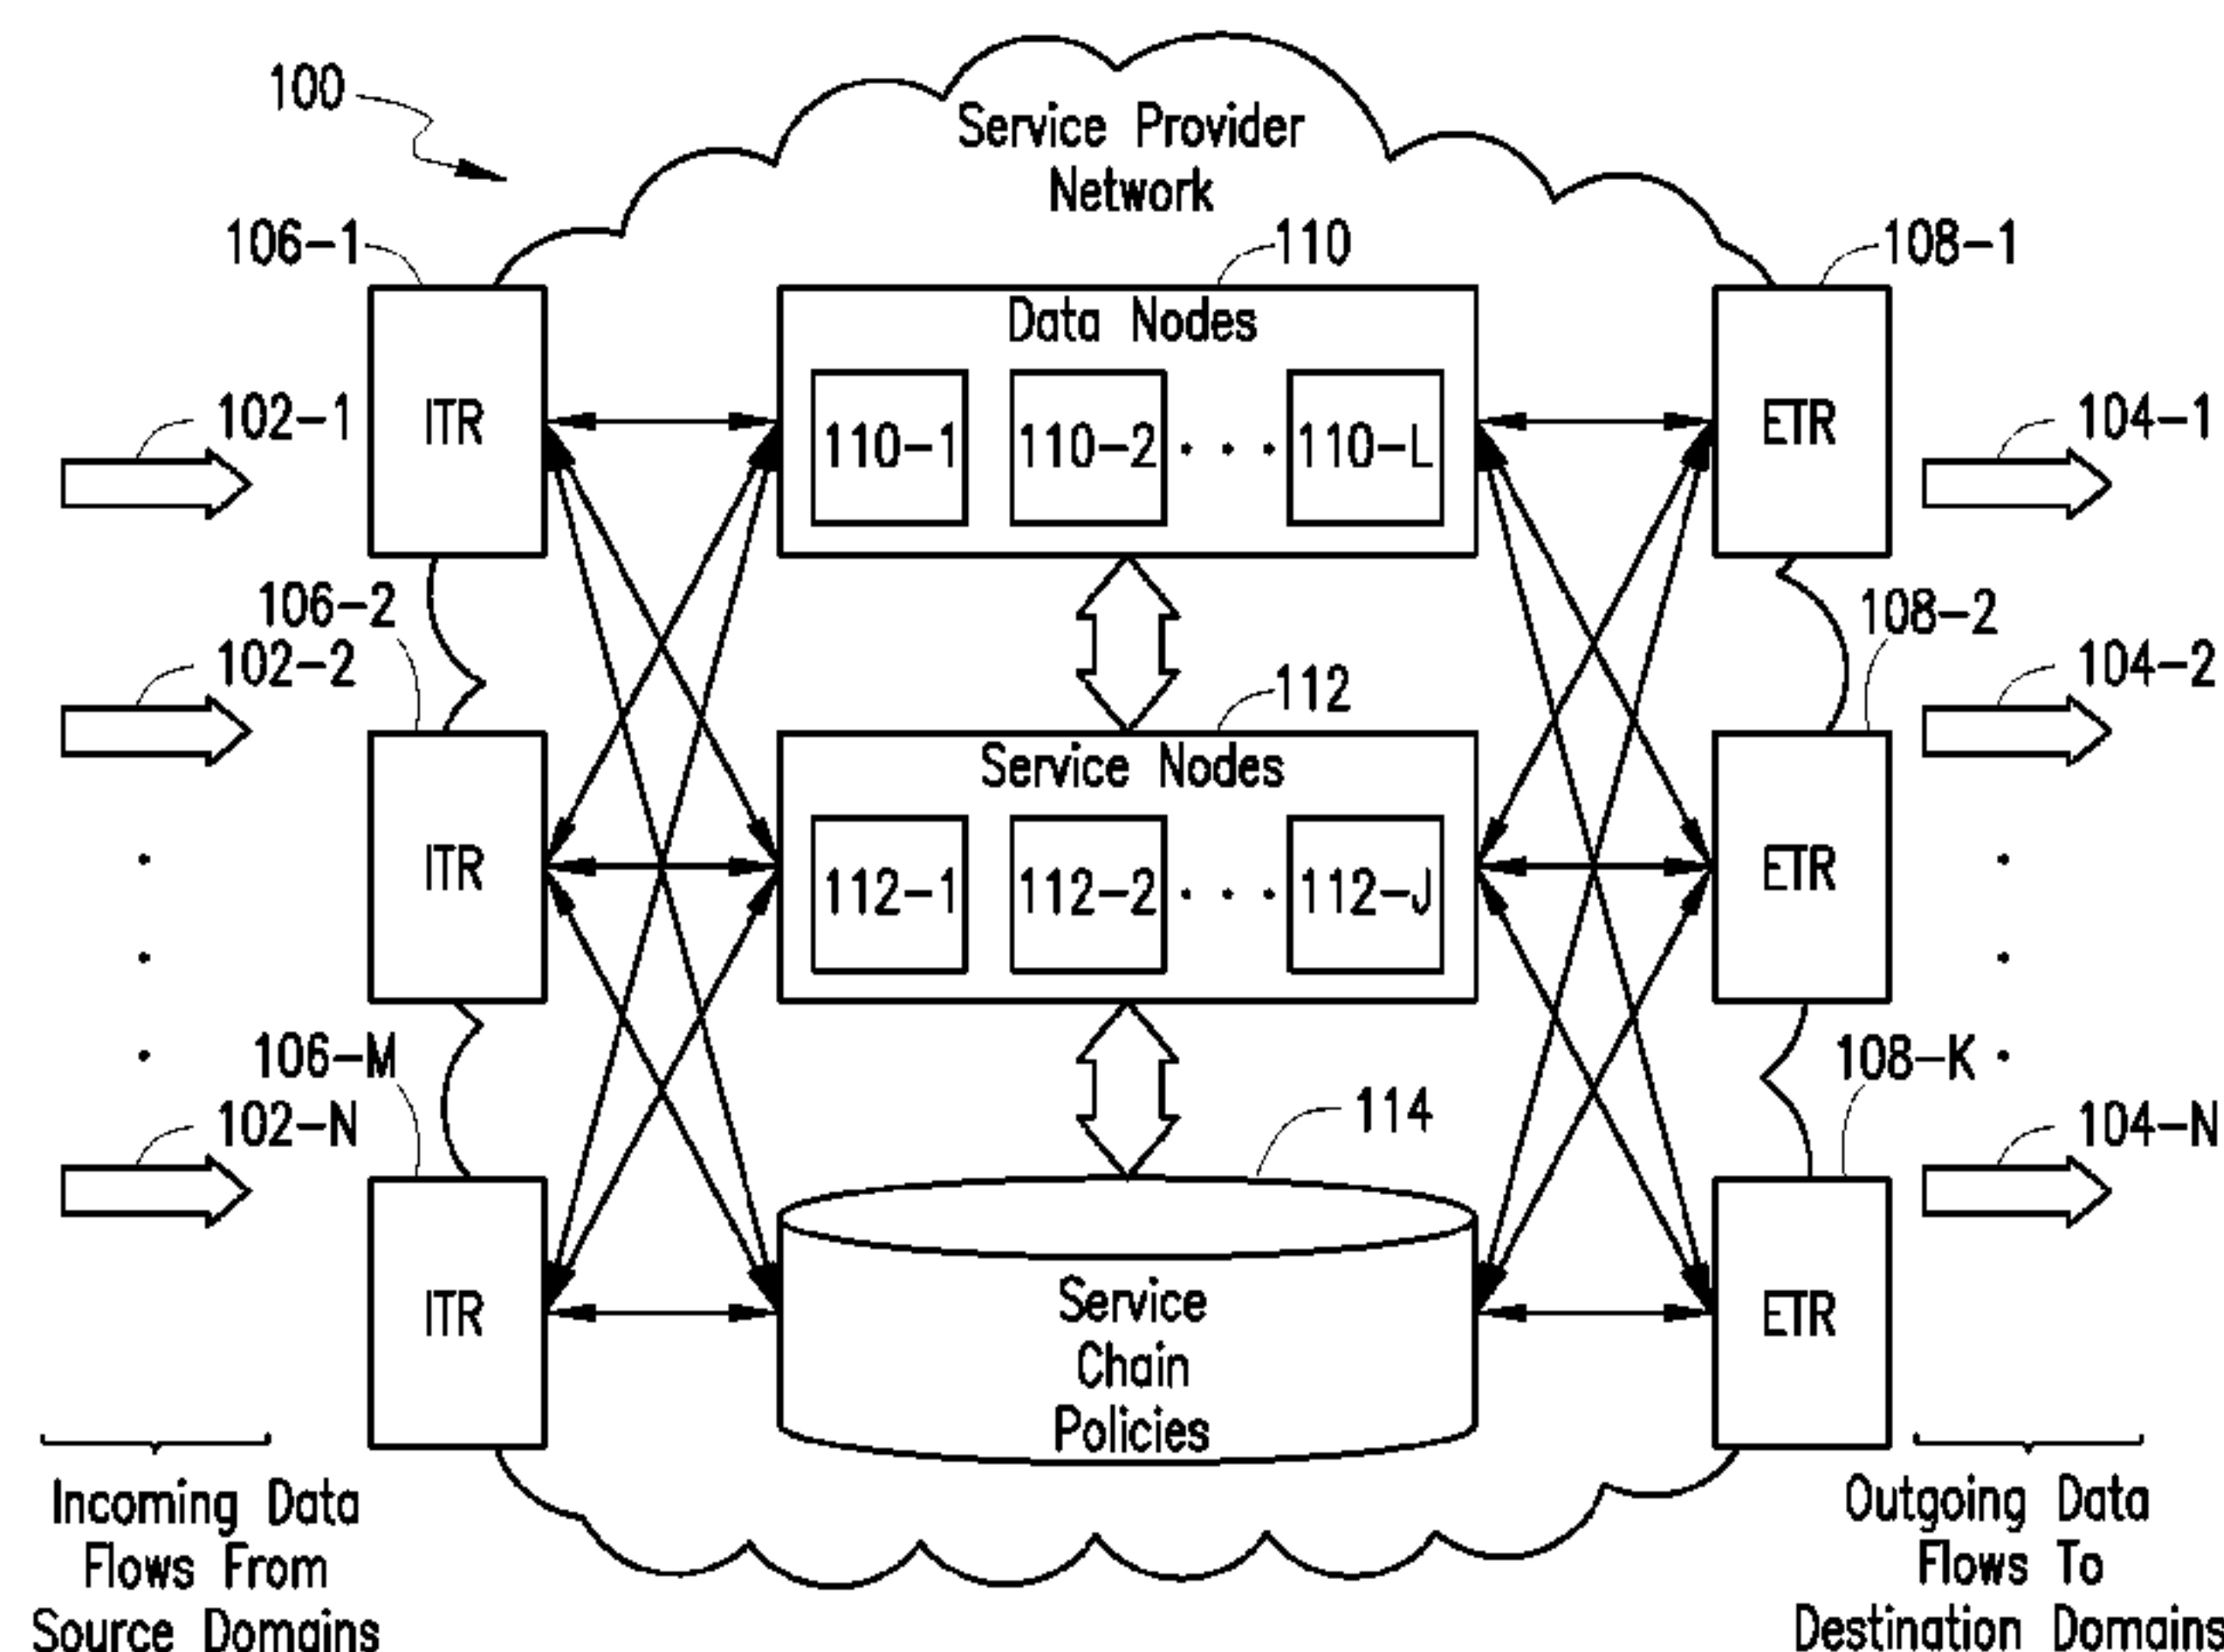 100
Service Provider
Network
106-1
110
108-1
Data Nodes
102-1
ITR
110-1
110-2
. . .
110-L
ETR
104-1
106-2
108-2
102-2
112
104-2
Service Nodes
ITR
112-1
112-2
. . .
112-J
ETR
106-M
108-K
102-N
114
104-N
ITR
Service
Chain
Policies
ETR
Incoming Data
Flows From
Source Domains
Outgoing Data
Flows To
Destination Domains